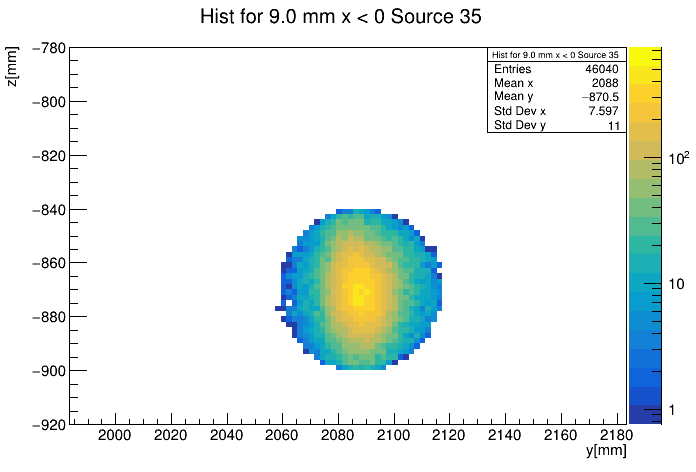 Hist for 9.0 mm x < 0 Source 35
z[mm]
−780
−800
−820
−840
−860
−880
−900
−920
2000
2020
2040
2060
2080
2100
2120
2140
2160
2180
y[mm]
Hist for 9.0 mm x < 0 Source 35
Entries 46040
Mean x 2088
Mean y −870.5
Std Dev x 7.597
Std Dev y 11
10²
10
1